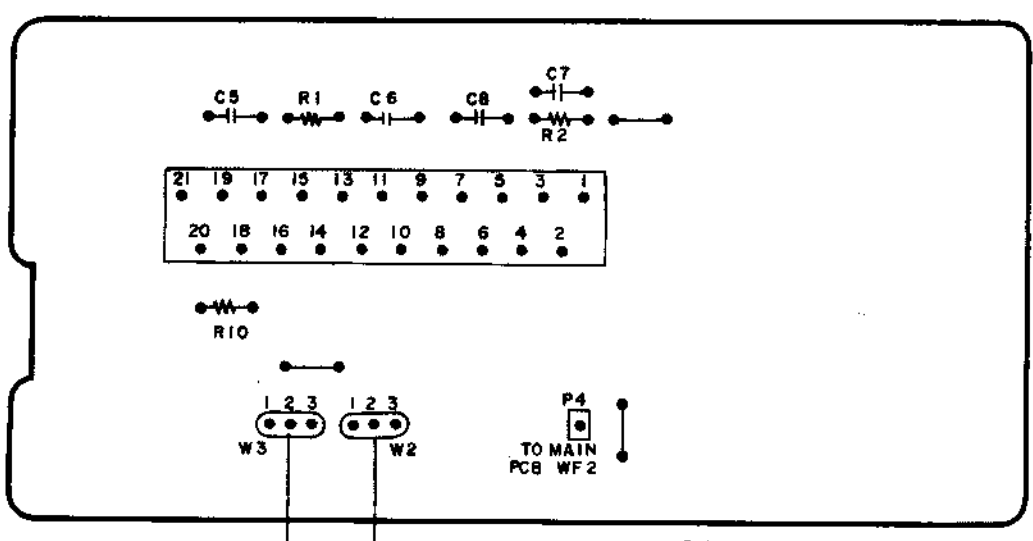 C7
C5 R1 C6 C8
R2
21 19 17 15 13 11 9 7 5 3 1
20 18 16 14 12 10 8 6 4 2
R10
1 2 3 1 2 3 P4
W3 W2 TO MAIN
PCB WF2